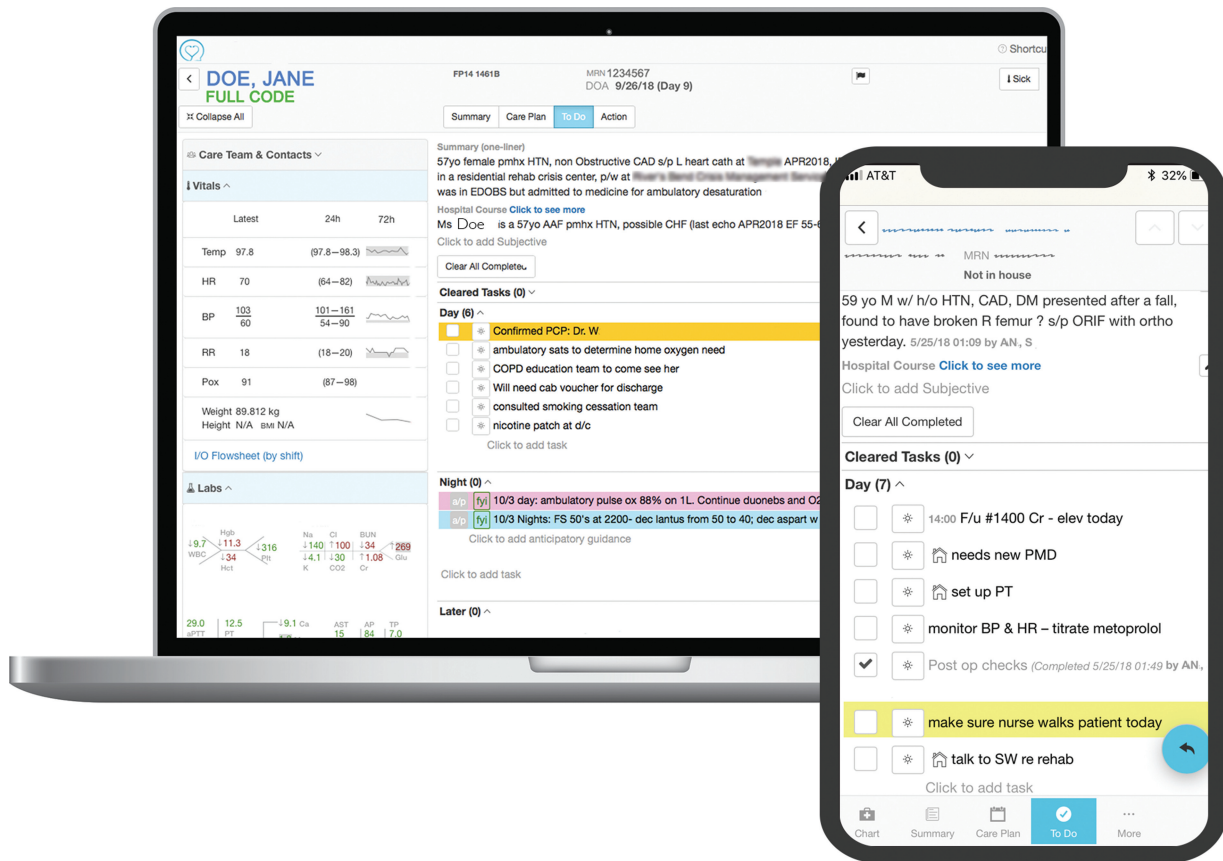 Shortcu
DOE, JANE
FULL CODE
FP14 1461B
MRN 1234567
DOA 9/26/18 (Day 9)
Sick
Collapse All
Summary
Care Plan
To Do
Action
Care Team & Contacts
Vitals
Latest 24h 72h
Temp 97.8 (97.8–98.3)
HR 70 (64–82)
BP 103/60 101–161/54–90
RR 18 (18–20)
Pox 91 (87–98)
Weight 89.812 kg
Height N/A BMI N/A
I/O Flowsheet (by shift)
Labs
Hgb Na Cl BUN
↓9.7 ↓11.3 ↓316 ↓140 ↑100 ↓34 ↑269
WBC ↓34 Plt ↓4.1 ↓30 ↑1.08 Glu
Hct K CO2 Cr
29.0 12.5 ↓9.1 Ca AST AP TP
aPTT PT 15 84 7.0
Summary (one-liner)
57yo female pmhx HTN, non Obstructive CAD s/p L heart cath at APR2018,
in a residential rehab crisis center, p/w at
was in EDOBS but admitted to medicine for ambulatory desaturation
Hospital Course Click to see more
Ms Doe is a 57yo AAF pmhx HTN, possible CHF (last echo APR2018 EF 55-6
Click to add Subjective
Clear All Completed
Cleared Tasks (0)
Day (6)
Confirmed PCP: Dr. W
ambulatory sats to determine home oxygen need
COPD education team to come see her
Will need cab voucher for discharge
consulted smoking cessation team
nicotine patch at d/c
Click to add task
Night (0)
a/p fyi 10/3 day: ambulatory pulse ox 88% on 1L. Continue duonebs and O2
a/p fyi 10/3 Nights: FS 50's at 2200- dec lantus from 50 to 40; dec aspart w
Click to add anticipatory guidance
Click to add task
Later (0)
AT&T 32%
MRN
Not in house
59 yo M w/ h/o HTN, CAD, DM presented after a fall,
found to have broken R femur ? s/p ORIF with ortho
yesterday. 5/25/18 01:09 by AN., S
Hospital Course Click to see more
Click to add Subjective
Clear All Completed
Cleared Tasks (0)
Day (7)
14:00 F/u #1400 Cr - elev today
needs new PMD
set up PT
monitor BP & HR – titrate metoprolol
Post op checks (Completed 5/25/18 01:49 by AN.,
make sure nurse walks patient today
talk to SW re rehab
Click to add task
Chart
Summary
Care Plan
To Do
More